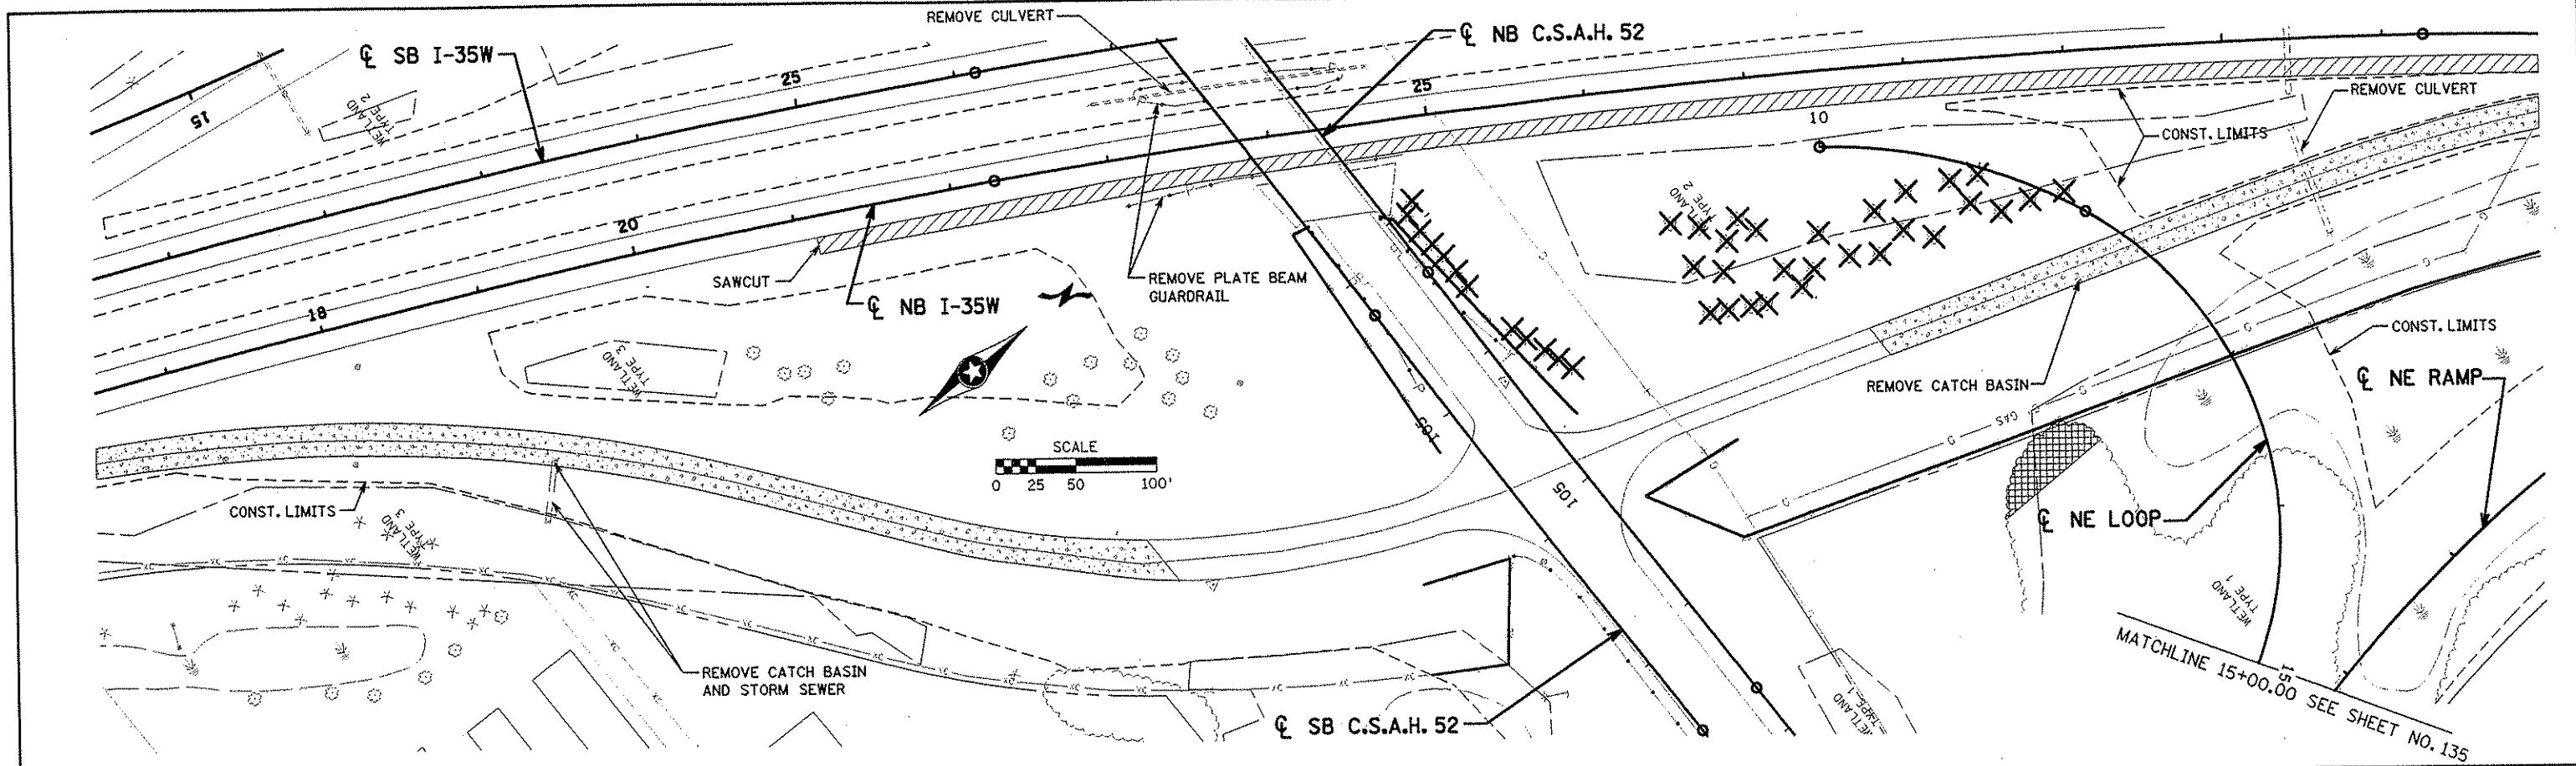 REMOVE CULVERT
℄ NB C.S.A.H. 52
℄ SB I-35W
25
25
15
WETLAND
TYPE 2
REMOVE CULVERT
10
CONST. LIMITS
WETLAND
TYPE 2
20
SAWCUT
REMOVE PLATE BEAM
GUARDRAIL
℄ NB I-35W
18
CONST. LIMITS
WETLAND
TYPE 3
REMOVE CATCH BASIN
℄ NE RAMP
GAS
105
SCALE
0 25 50 100'
105
CONST. LIMITS
WETLAND
TYPE 3
℄ NE LOOP
WETLAND
TYPE 1
REMOVE CATCH BASIN
AND STORM SEWER
WETLAND
TYPE 1
℄ SB C.S.A.H. 52
15
MATCHLINE 15+00.00 SEE SHEET NO. 135